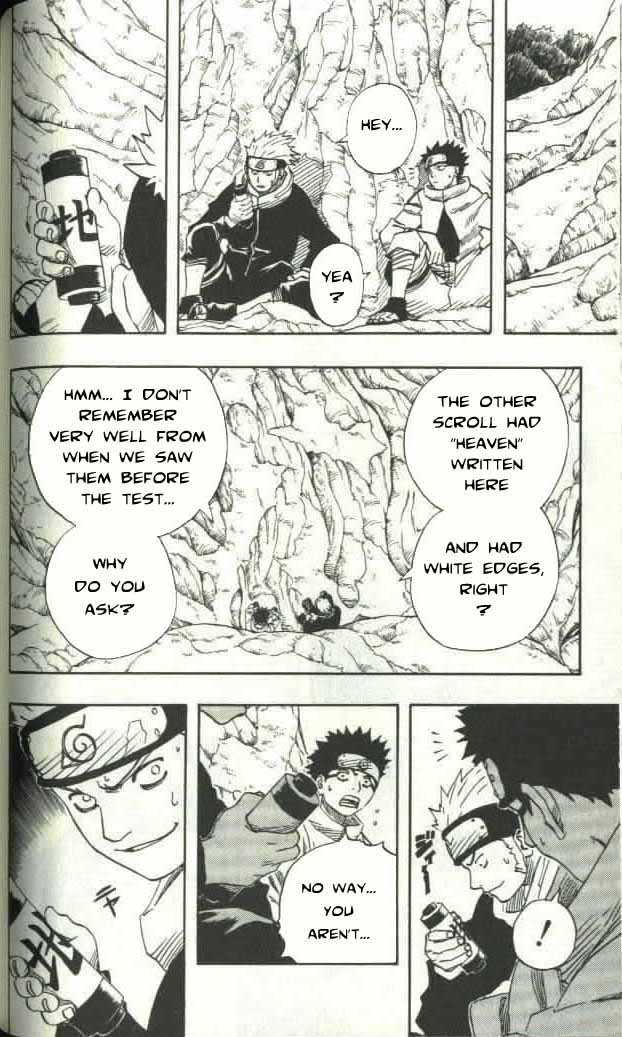 HEY...
YEA
?
地
THE OTHER
SCROLL HAD
"HEAVEN"
WRITTEN
HERE
AND HAD
WHITE EDGES,
RIGHT
?
HMM... I DON'T
REMEMBER
VERY WELL FROM
WHEN WE SAW
THEM BEFORE
THE TEST...
WHY
DO YOU
ASK?
!
NO WAY...
YOU
AREN'T...
地